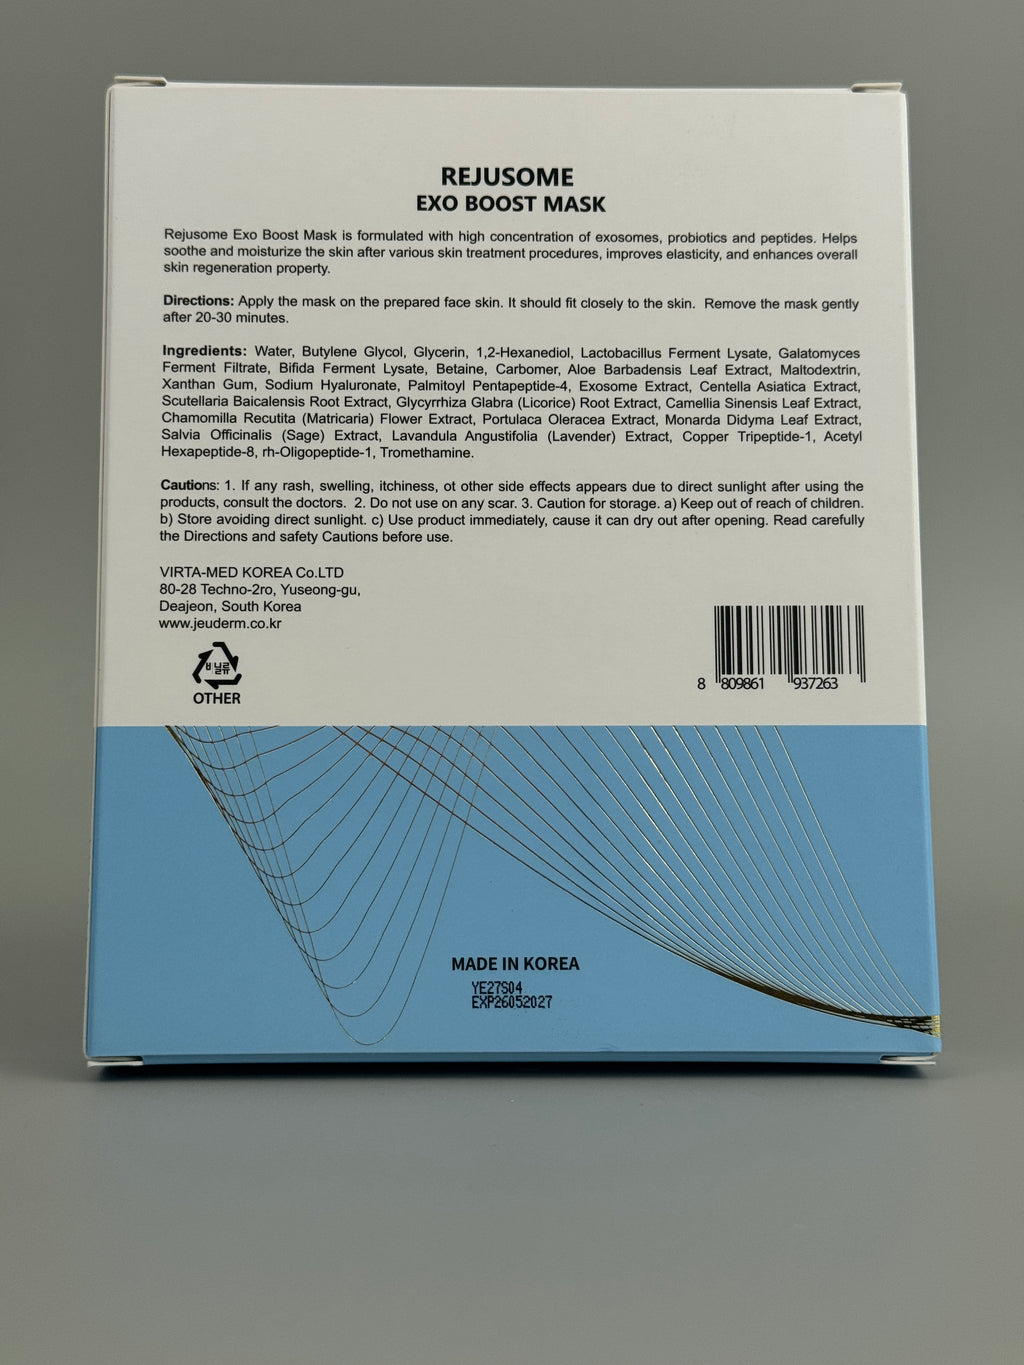 REJUSOME
EXO BOOST MASK
Rejusome Exo Boost Mask is formulated with high concentration of exosomes, probiotics and peptides. Helps
soothe and moisturize the skin after various skin treatment procedures, improves elasticity, and enhances overall
skin regeneration property.
Directions: Apply the mask on the prepared face skin. It should fit closely to the skin. Remove the mask gently
after 20-30 minutes.
Ingredients: Water, Butylene Glycol, Glycerin, 1,2-Hexanediol, Lactobacillus Ferment Lysate, Galatomyces
Ferment Filtrate, Bifida Ferment Lysate, Betaine, Carbomer, Aloe Barbadensis Leaf Extract, Maltodextrin,
Xanthan Gum, Sodium Hyaluronate, Palmitoyl Pentapeptide-4, Exosome Extract, Centella Asiatica Extract,
Scutellaria Baicalensis Root Extract, Glycyrrhiza Glabra (Licorice) Root Extract, Camellia Sinensis Leaf Extract,
Chamomilla Recutita (Matricaria) Flower Extract, Portulaca Oleracea Extract, Monarda Didyma Leaf Extract,
Salvia Officinalis (Sage) Extract, Lavandula Angustifolia (Lavender) Extract, Copper Tripeptide-1, Acetyl
Hexapeptide-8, rh-Oligopeptide-1, Tromethamine.
Cautions: 1. If any rash, swelling, itchiness, ot other side effects appears due to direct sunlight after using the
products, consult the doctors. 2. Do not use on any scar. 3. Caution for storage. a) Keep out of reach of children.
b) Store avoiding direct sunlight. c) Use product immediately, cause it can dry out after opening. Read carefully
the Directions and safety Cautions before use.
VIRTA-MED KOREA Co.LTD
80-28 Techno-2ro, Yuseong-gu,
Deajeon, South Korea
www.jeuderm.co.kr
비닐류
OTHER
8 809861 937263
MADE IN KOREA
YE27S04
EXP26052027